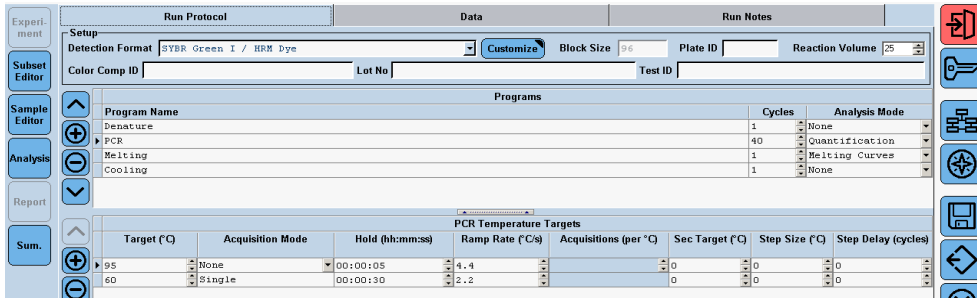 Run Protocol Data Run Notes
Experi-
ment
Setup
Detection Format SYBR Green I / HRM Dye Customize Block Size 96 Plate ID Reaction Volume 25
Subset
Editor
Color Comp ID Lot No Test ID
Programs
Sample
Editor
Program Name Cycles Analysis Mode
Denature 1 None
PCR 40 Quantification
Analysis
Melting 1 Melting Curves
Cooling 1 None
Report
PCR Temperature Targets
Sum.
Target (°C) Acquisition Mode Hold (hh:mm:ss) Ramp Rate (°C/s) Acquisitions (per °C) Sec Target (°C) Step Size (°C) Step Delay (cycles)
95 None 00:00:05 4.4 0 0 0
60 Single 00:00:30 2.2 0 0 0